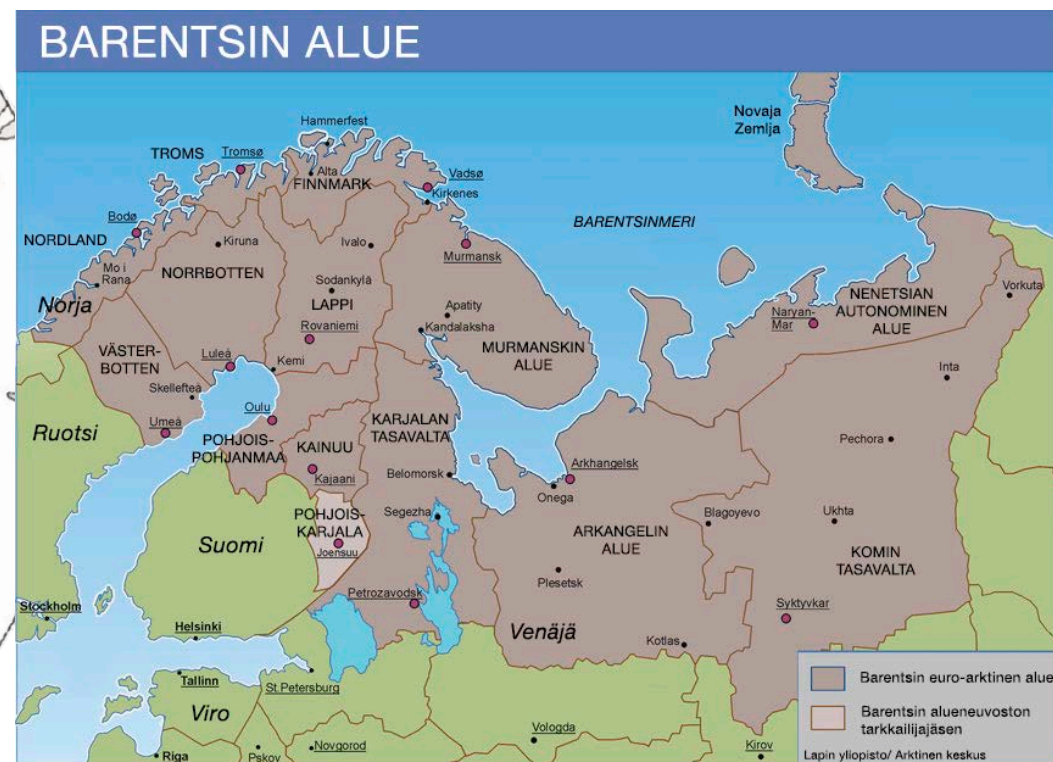 BARENTSIN ALUE
Hammerfest
Novaja
Zemlja
TROMS
Tromsø
Alta
FINNMARK
Vadsø
Kirkenes
Bodø
BARENTSINMERI
NORDLAND
Kiruna
Ivalo
Murmansk
Mo i
Rana
NORRBOTTEN
Sodankylä
LAPPI
Apatity
NENETSIAN
AUTONOMINEN
ALUE
Vorkuta
Norja
Rovaniemi
Kandalaksha
Naryan-
Mar
VÄSTER-
BOTTEN
MURMANSKIN
ALUE
Luleå
Kemi
Inta
Skellefteå
Oulu
KARJALAN
TASAVALTA
Umeå
Ruotsi
POHJOIS-
POHJANMAA
KAINUU
Pechora
Kajaani
Belomorsk
Arkhangelsk
Onega
POHJOIS-
KARJALA
Segezha
Blagoyevo
Ukhta
Suomi
Joensuu
ARKANGELIN
ALUE
KOMIN
TASAVALTA
Plesetsk
Petrozavodsk
Stockholm
Syktyvkar
Helsinki
Venäjä
Kotlas
Tallinn
St.Petersburg
Viro
Barentsin euro-arktinen alue
Barentsin alueneuvoston
tarkkailijajäsen
Vologda
Novgorod
Riga
Pskov
Kirov
Lapin yliopisto/ Arktinen keskus